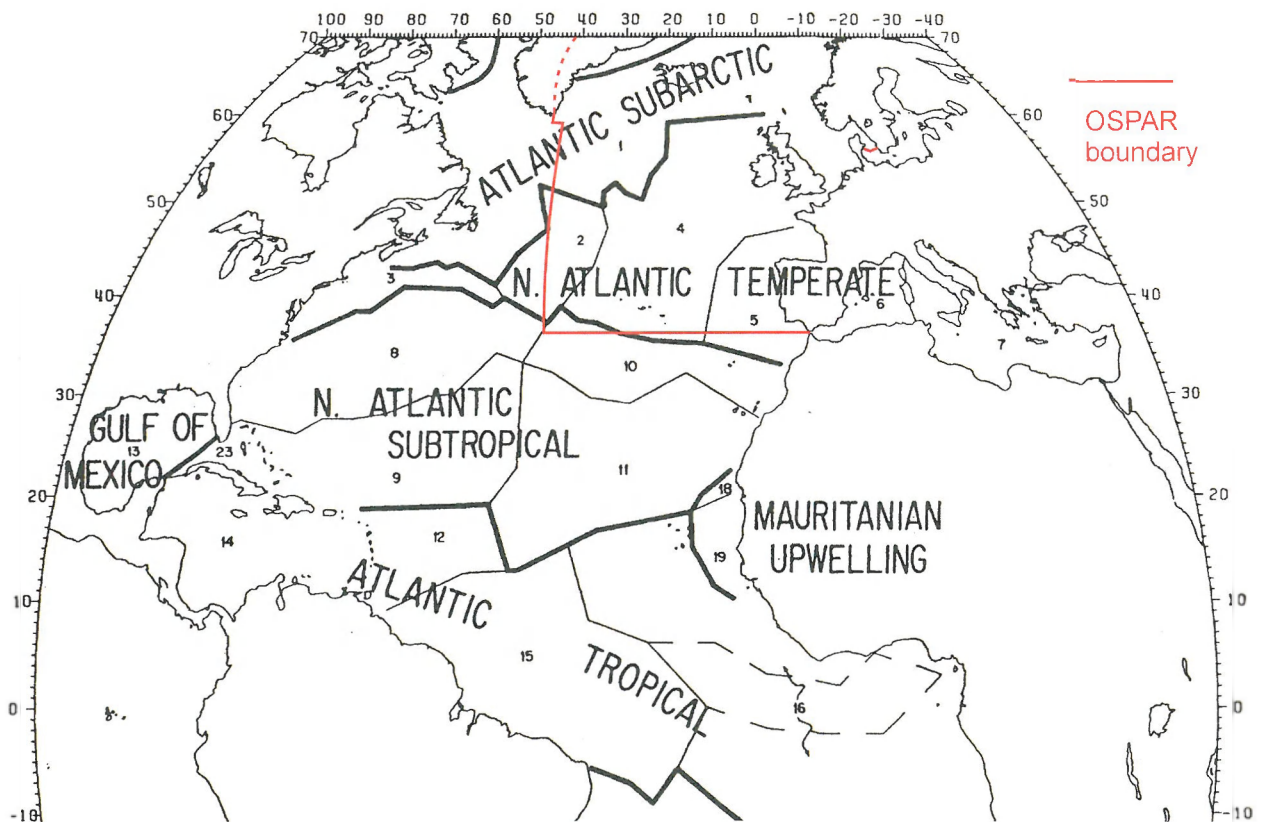 100 90 80 70 60 50 40 30 20 10 0 -10 -20 -30 -40
70 70
ATLANTIC SUBARCTIC
OSPAR
boundary
60 60
1
1
50 50
2 4
3
N. ATLANTIC TEMPERATE
6
40 40
5
7
8
10
30 30
N. ATLANTIC
SUBTROPICAL
GULF OF
MEXICO
13
23
9
11
18
20 20
MAURITANIAN
UPWELLING
14
12
19
ATLANTIC
TROPICAL
10 10
15
16
0 0
-10 -10